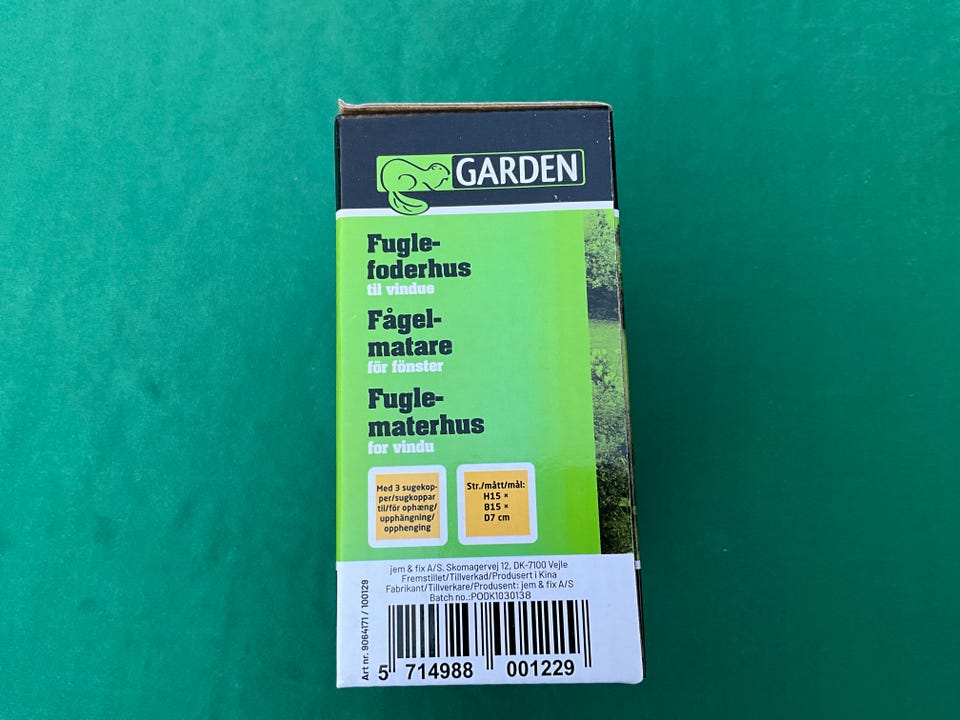 GARDEN
Fugle-
foderhus
til vindue
Fågel-
matare
för fönster
Fugle-
materhus
for vindu
Med 3 sugekop-
per/sugkoppar
til/för ophæng/
upphängning/
opphenging
Str./mått/mål:
H15 ×
B15 ×
D7 cm
jem & fix A/S, Skomagervej 12, DK-7100 Vejle
Fremstillet/Tillverkad/Produsert i Kina
Fabrikant/Tillverkare/Produsent: jem & fix A/S
Batch no.:PODK1030138
Art nr. 9064171 / 100129
5 714988 001229